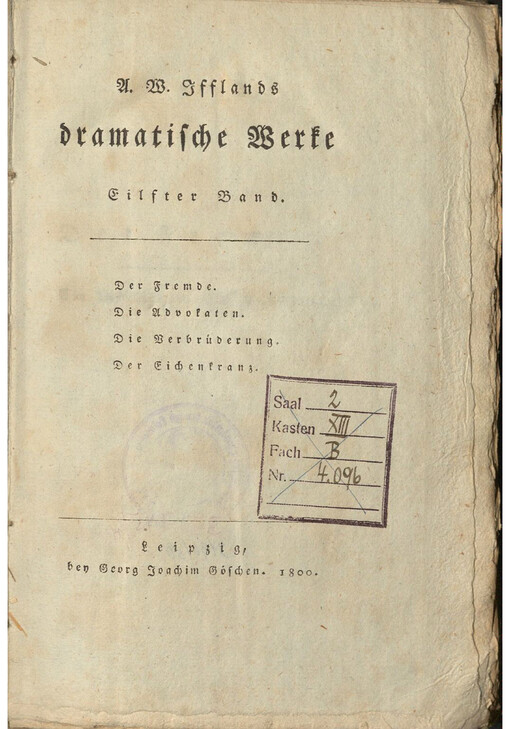 A. W. Ifflands
dramatische Werke
Eilfter Band.
Der Fremde.
Die Advokaten.
Die Verbrüderung.
Der Eichenkranz.
Saal 2
Kasten XIII
Fach B
Nr. 4.096
Leipzig,
bey Georg Joachim Göschen. 1800.